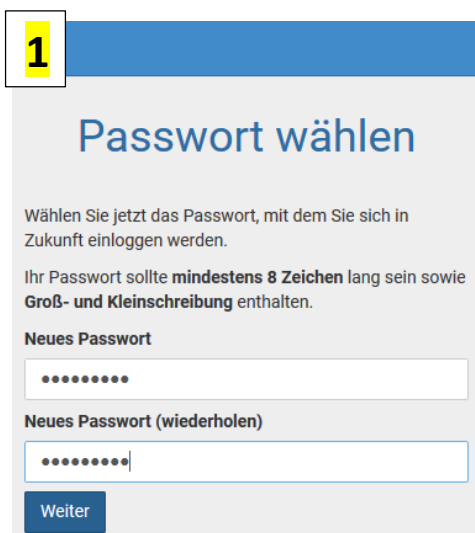 1
Passwort wählen
Wählen Sie jetzt das Passwort, mit dem Sie sich in
Zukunft einloggen werden.
Ihr Passwort sollte mindestens 8 Zeichen lang sein sowie
Groß- und Kleinschreibung enthalten.
Neues Passwort
•••••••••
Neues Passwort (wiederholen)
•••••••••
Weiter